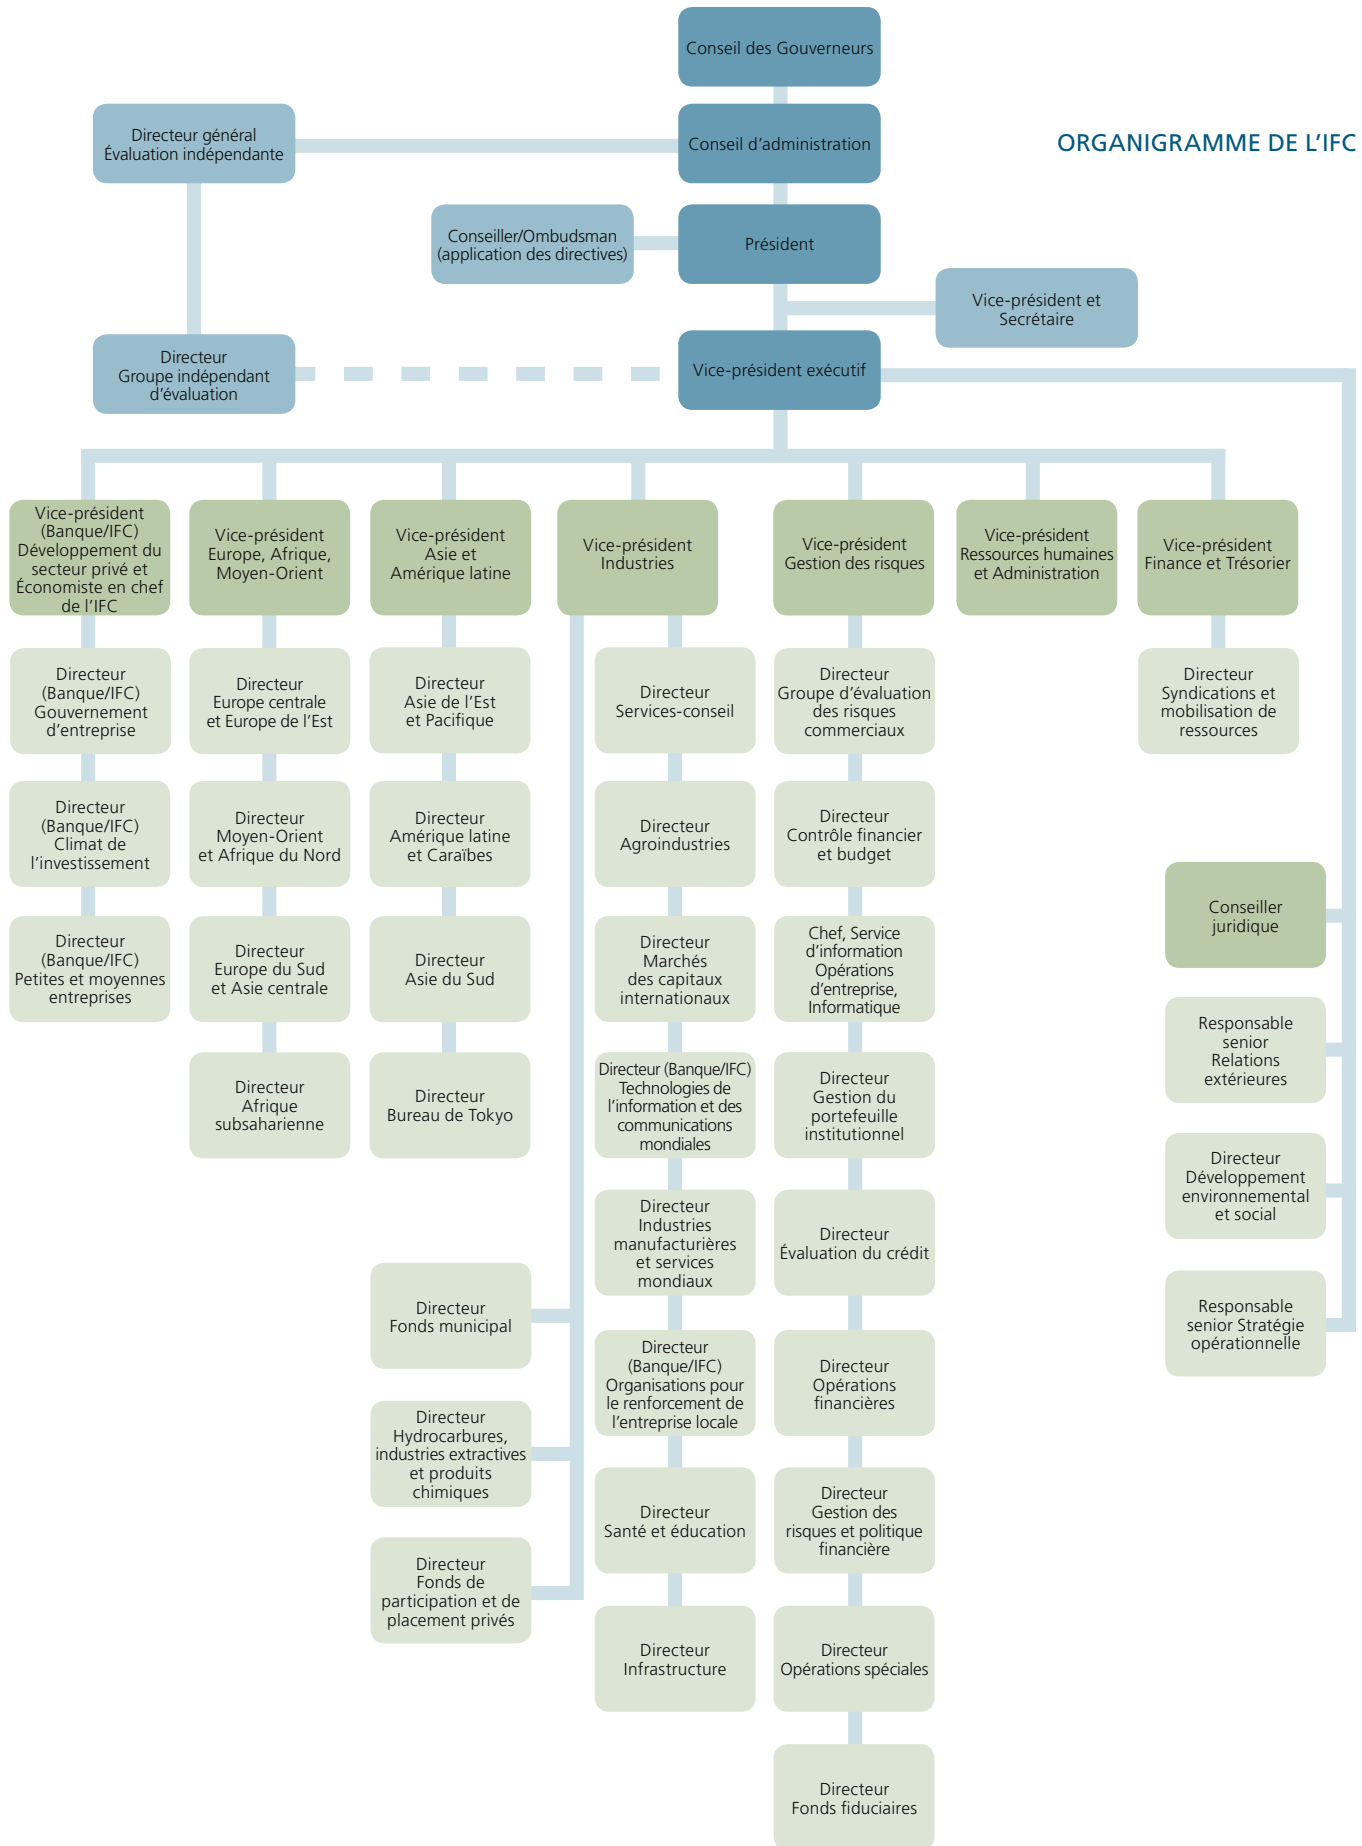 Conseil des Gouverneurs
Directeur général
Évaluation indépendante
Conseil d'administration
ORGANIGRAMME DE L'IFC
Conseiller/Ombudsman
(application des directives)
Président
Vice-président et
Secrétaire
Directeur
Groupe indépendant
d'évaluation
Vice-président exécutif
Vice-président
(Banque/IFC)
Développement du
secteur privé et
Économiste en chef
de l'IFC
Vice-président
Europe, Afrique,
Moyen-Orient
Vice-président
Asie et
Amérique latine
Vice-président
Industries
Vice-président
Gestion des risques
Vice-président
Ressources humaines
et Administration
Vice-président
Finance et Trésorier
Directeur
(Banque/IFC)
Gouvernement
d'entreprise
Directeur
Europe centrale
et Europe de l'Est
Directeur
Asie de l'Est
et Pacifique
Directeur
Services-conseil
Directeur
Groupe d'évaluation
des risques
commerciaux
Directeur
Syndications et
mobilisation de
ressources
Directeur
(Banque/IFC)
Climat de
l'investissement
Directeur
Moyen-Orient
et Afrique du Nord
Directeur
Amérique latine
et Caraïbes
Directeur
Agroindustries
Directeur
Contrôle financier
et budget
Conseiller
juridique
Directeur
(Banque/IFC)
Petites et moyennes
entreprises
Directeur
Europe du Sud
et Asie centrale
Directeur
Asie du Sud
Directeur
Marchés
des capitaux
internationaux
Chef, Service
d'information
Opérations
d'entreprise,
Informatique
Responsable
senior
Relations
extérieures
Directeur
Afrique
subsaharienne
Directeur
Bureau de Tokyo
Directeur (Banque/IFC)
Technologies de
l'information et des
communications
mondiales
Directeur
Gestion du
portefeuille
institutionnel
Directeur
Développement
environnemental
et social
Directeur
Industries
manufacturières
et services
mondiaux
Directeur
Évaluation du crédit
Directeur
Fonds municipal
Responsable
senior Stratégie
opérationnelle
Directeur
(Banque/IFC)
Organisations pour
le renforcement de
l'entreprise locale
Directeur
Opérations
financières
Directeur
Hydrocarbures,
industries extractives
et produits
chimiques
Directeur
Santé et éducation
Directeur
Gestion des
risques et politique
financière
Directeur
Fonds de
participation et de
placement privés
Directeur
Infrastructure
Directeur
Opérations spéciales
Directeur
Fonds fiduciaires